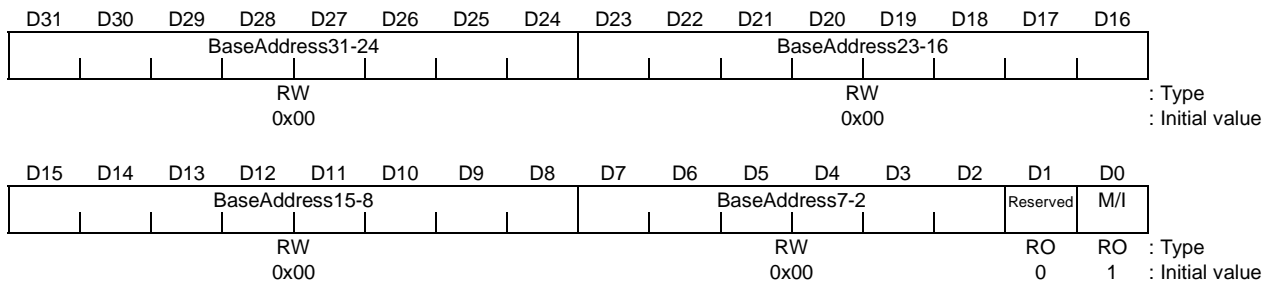 D31 D30 D29 D28 D27 D26 D25 D24 D23 D22 D21 D20 D19 D18 D17 D16
BaseAddress31-24 BaseAddress23-16
RW RW : Type
0x00 0x00 : Initial value
D15 D14 D13 D12 D11 D10 D9 D8 D7 D6 D5 D4 D3 D2 D1 D0
BaseAddress15-8 BaseAddress7-2 Reserved M/I
RW RW RO RO : Type
0x00 0x00 0 1 : Initial value